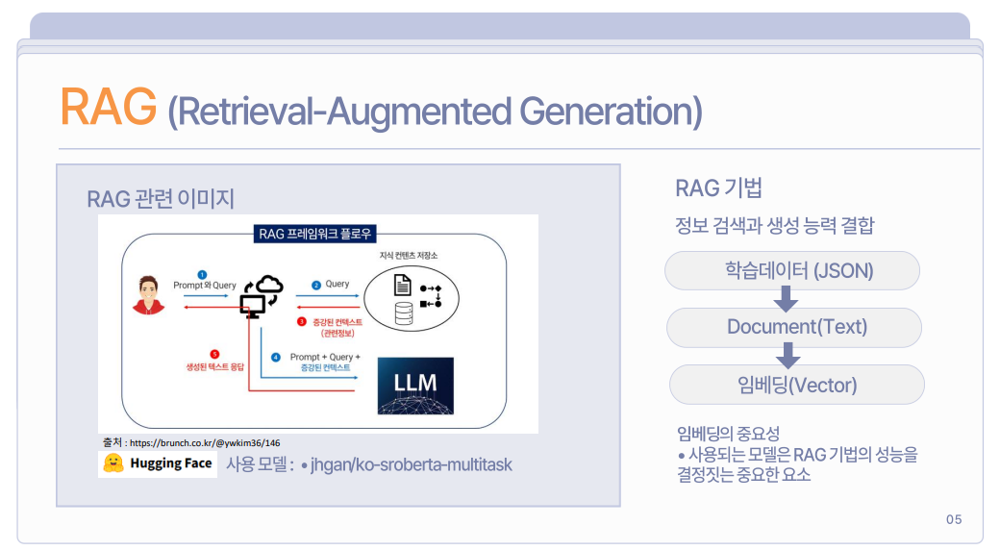 RAG (Retrieval-Augmented Generation)
RAG 관련 이미지
RAG 프레임워크 플로우
지식 컨텐츠 저장소
1
Prompt 와 Query
2 Query
3 증강된 컨텍스트
(관련정보)
5
생성된 텍스트 응답
4 Prompt + Query +
증강된 컨텍스트
LLM
출처 : https://brunch.co.kr/@ywkim36/146
Hugging Face 사용 모델 : • jhgan/ko-sroberta-multitask
RAG 기법
정보 검색과 생성 능력 결합
학습데이터 (JSON)
Document(Text)
임베딩(Vector)
임베딩의 중요성
• 사용되는 모델은 RAG 기법의 성능을
결정짓는 중요한 요소
05